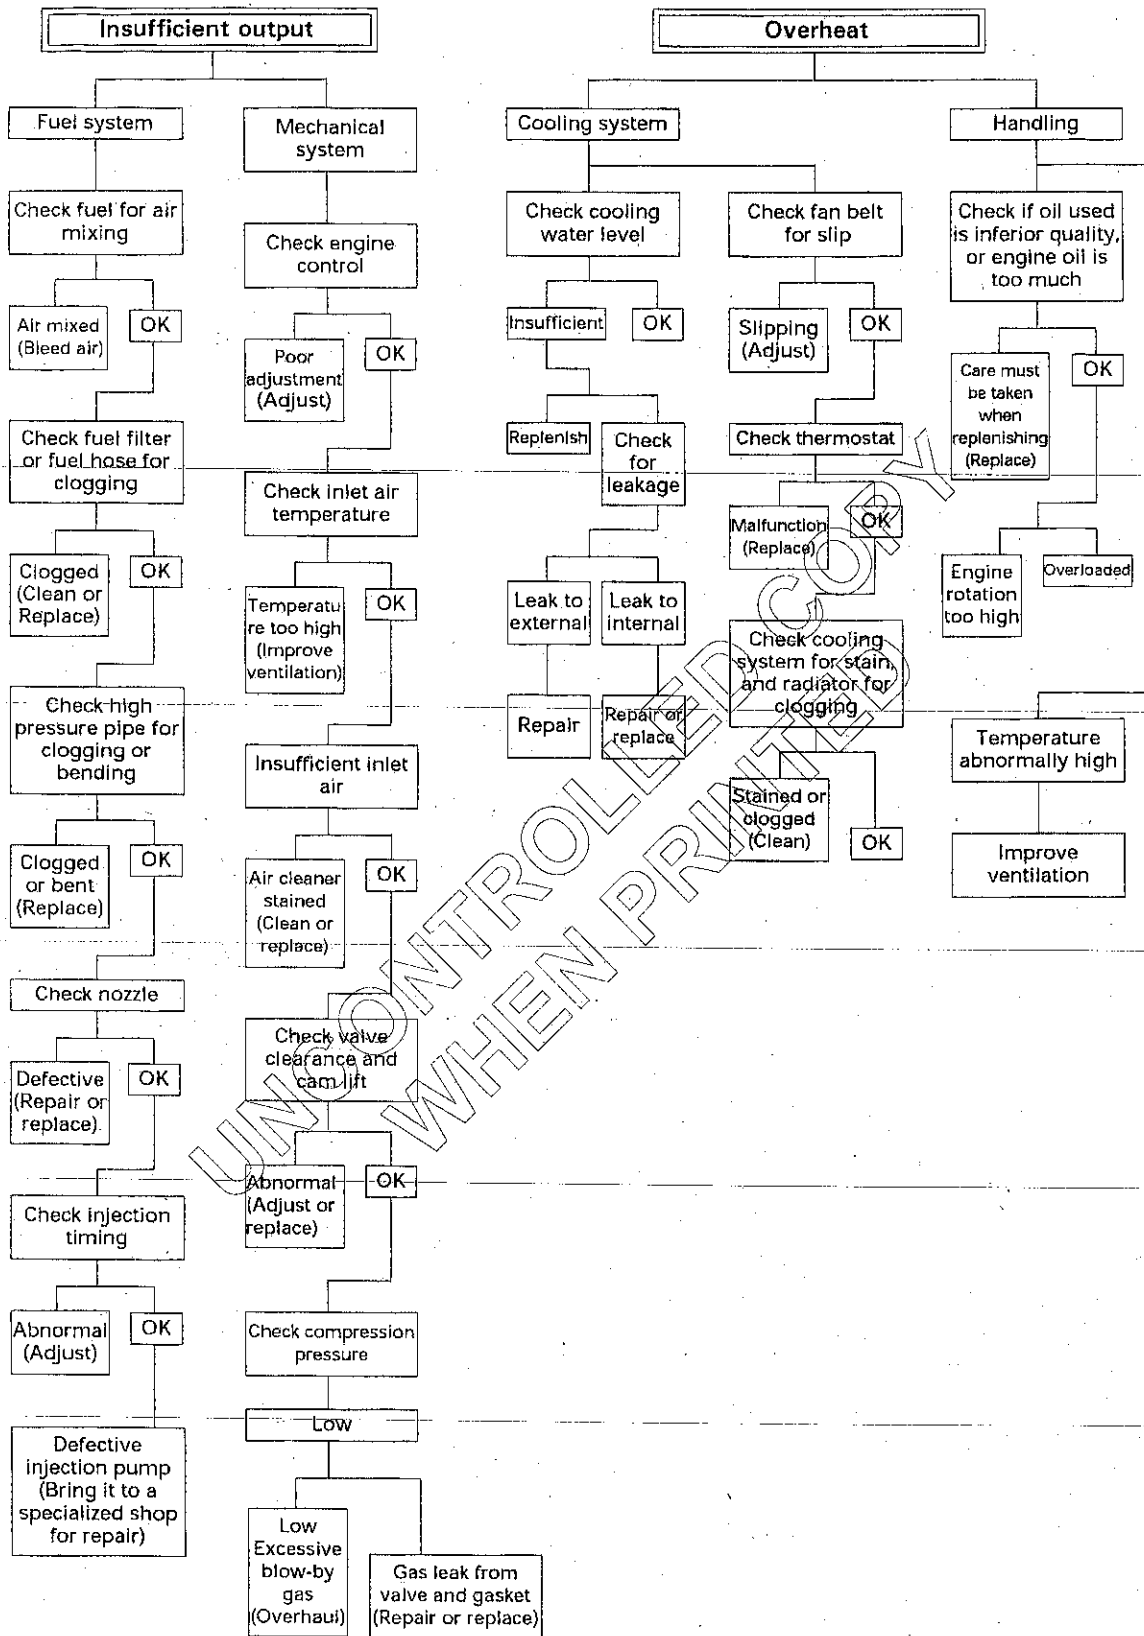 Insufficient output
Fuel system
Mechanical
system
Check fuel for air
mixing
Check engine
control
Air mixed
(Bleed air)
OK
Poor
adjustment
(Adjust)
OK
Check fuel filter
or fuel hose for
clogging
Check inlet air
temperature
Clogged
(Clean or
Replace)
OK
Temperatu
re too high
(Improve
ventilation)
OK
Check high
pressure pipe for
clogging or
bending
Insufficient inlet
air
Clogged
or bent
(Replace)
OK
Air cleaner
stained
(Clean or
replace)
OK
Check nozzle
Check valve
clearance and
cam lift
Defective
(Repair or
replace).
OK
Abnormal
(Adjust or
replace)
OK
Check injection
timing
Abnormal
(Adjust)
OK
Check compression
pressure
Low
Defective
injection pump
(Bring it to a
specialized shop
for repair)
Low
Excessive
blow-by
gas
(Overhaul)
Gas leak from
valve and gasket
(Repair or replace)
Overheat
Cooling system
Handling
Check cooling
water level
Check fan belt
for slip
Check if oil used
is inferior quality,
or engine oil is
too much
Insufficient
OK
Slipping
(Adjust)
OK
Care must
be taken
when
replenishing
(Replace)
OK
Replenish
Check
for
leakage
Check thermostat
Malfunction
(Replace)
OK
Engine
rotation
too high
Overloaded
Leak to
external
Leak to
internal
Check cooling
system for stain,
and radiator for
clogging
Repair
Repair or
replace
Temperature
abnormally high
Stained or
clogged
(Clean)
OK
Improve
ventilation
UNCONTROLLED COPY
WHEN PRINTED